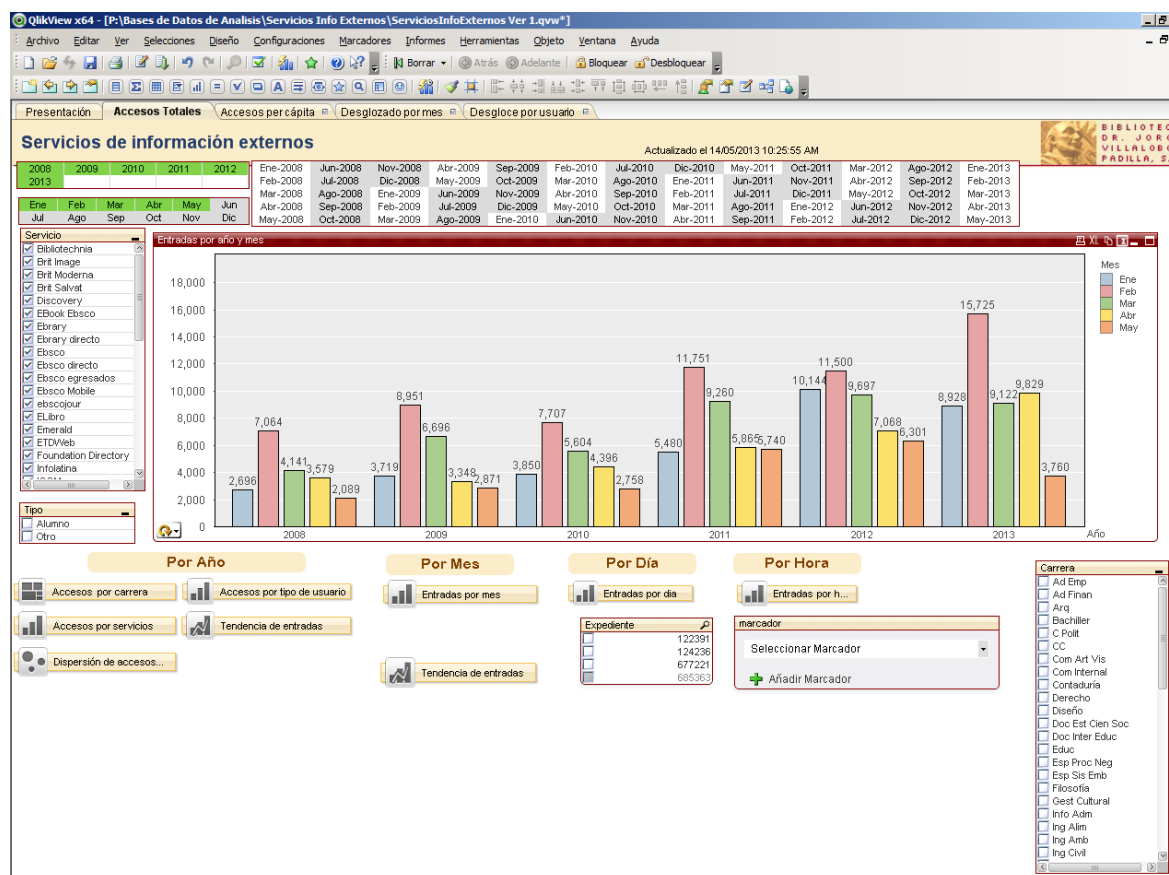 QlikView x64 - [P:\Bases de Datos de Analisis\Servicios Info Externos\ServiciosInfoExternos Ver 1.qvw*]
Archivo Editar Ver Selecciones Diseño Configuraciones Marcadores Informes Herramientas Objeto Ventana Ayuda
Borrar Atrás Adelante Bloquear Desbloquear
Presentación Accesos Totales Accesos per cápita Desglozado por mes Desgloce por usuario
Servicios de información externos
Actualizado el 14/05/2013 10:25:55 AM
BIBLIOTEC
DR. JORG
VILLALOBO
PADILLA, S.
2008 2009 2010 2011 2012
2013
Ene Feb Mar Abr May Jun
Jul Ago Sep Oct Nov Dic
Ene-2008 Jun-2008 Nov-2008 Abr-2009 Sep-2009 Feb-2010 Jul-2010 Dic-2010 May-2011 Oct-2011 Mar-2012 Ago-2012 Ene-2013
Feb-2008 Jul-2008 Dic-2008 May-2009 Oct-2009 Mar-2010 Ago-2010 Ene-2011 Jun-2011 Nov-2011 Abr-2012 Sep-2012 Feb-2013
Mar-2008 Ago-2008 Ene-2009 Jun-2009 Nov-2009 Abr-2010 Sep-2010 Feb-2011 Jul-2011 Dic-2011 May-2012 Oct-2012 Mar-2013
Abr-2008 Sep-2008 Feb-2009 Jul-2009 Dic-2009 May-2010 Oct-2010 Mar-2011 Ago-2011 Ene-2012 Jun-2012 Nov-2012 Abr-2013
May-2008 Oct-2008 Mar-2009 Ago-2009 Ene-2010 Jun-2010 Nov-2010 Abr-2011 Sep-2011 Feb-2012 Jul-2012 Dic-2012 May-2013
Servicio
Bibliotechnia
Brit Image
Brit Moderna
Brit Salvat
Discovery
EBook Ebsco
Ebrary
Ebrary directo
Ebsco
Ebsco directo
Ebsco egresados
Ebsco Mobile
ebscojour
ELibro
Emerald
ETDWeb
Foundation Directory
Infolatina
Tipo
Alumno
Otro
Entradas por año y mes
XL
18,000
16,000
14,000
12,000
10,000
8,000
6,000
4,000
2,000
0
2,696 7,064 4,141 3,579 2,089
3,719 8,951 6,696 3,348 2,871
3,850 7,707 5,604 4,396 2,758
5,480 11,751 9,260 5,865 5,740
10,144 11,500 9,697 7,068 6,301
8,928 15,725 9,122 9,829 3,760
2008 2009 2010 2011 2012 2013 Año
Mes
Ene
Feb
Mar
Abr
May
Por Año
Accesos por carrera
Accesos por tipo de usuario
Accesos por servicios
Tendencia de entradas
Dispersión de accesos...
Por Mes
Entradas por mes
Tendencia de entradas
Por Día
Entradas por dia
Expediente
122391
124236
677221
685363
Por Hora
Entradas por h...
marcador
Seleccionar Marcador
Añadir Marcador
Carrera
Ad Emp
Ad Finan
Arq
Bachiller
C Polit
CC
Com Art Vis
Com Internal
Contaduría
Derecho
Diseño
Doc Est Cien Soc
Doc Inter Educ
Educ
Esp Proc Neg
Esp Sis Emb
Filosofía
Gest Cultural
Info Adm
Ing Alim
Ing Amb
Ing Civil